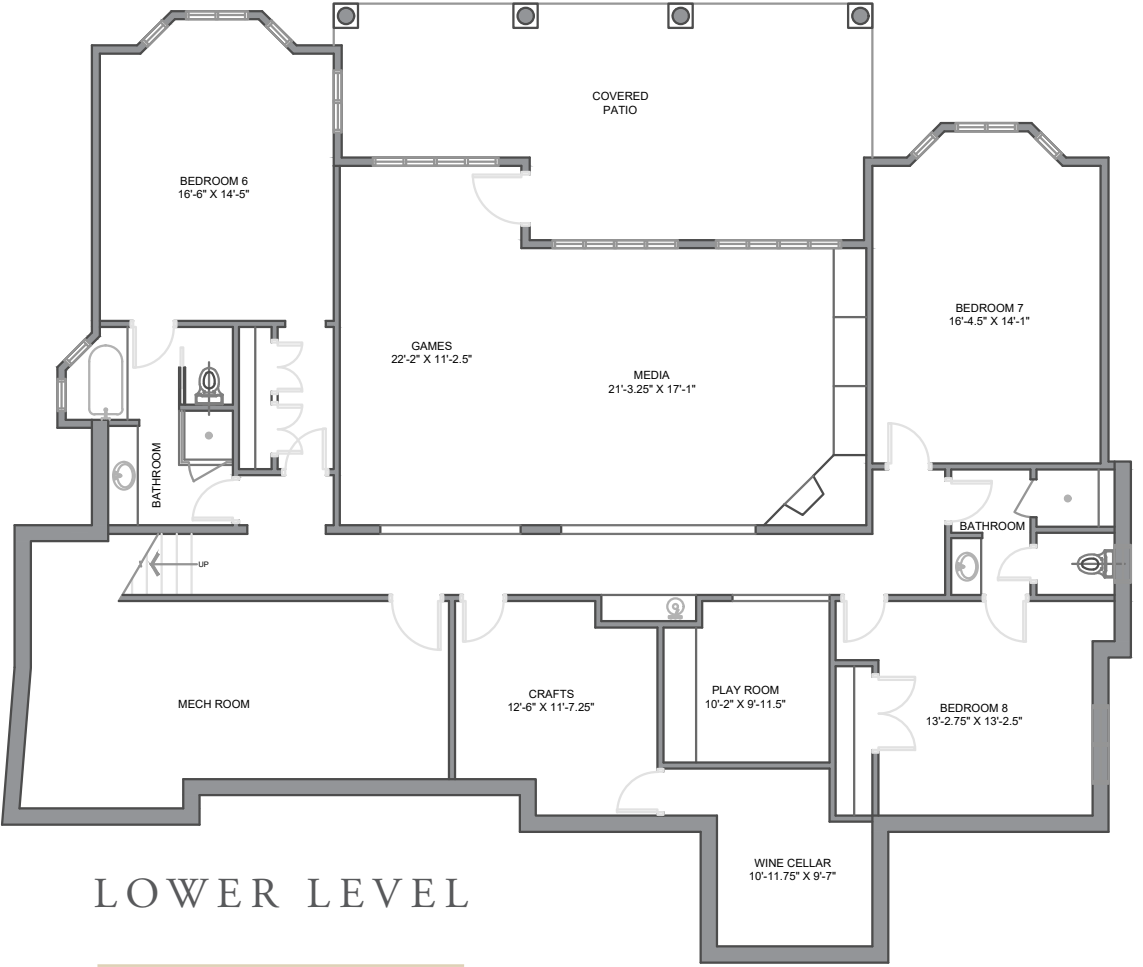 COVERED
PATIO
BEDROOM 6
16'-6" X 14'-5"
BEDROOM 7
16'-4.5" X 14'-1"
GAMES
22'-2" X 11'-2.5"
MEDIA
21'-3.25" X 17'-1"
BATHROOM
BATHROOM
UP
MECH ROOM
CRAFTS
12'-6" X 11'-7.25"
PLAY ROOM
10'-2" X 9'-11.5"
BEDROOM 8
13'-2.75" X 13'-2.5"
WINE CELLAR
10'-11.75" X 9'-7"
LOWER LEVEL